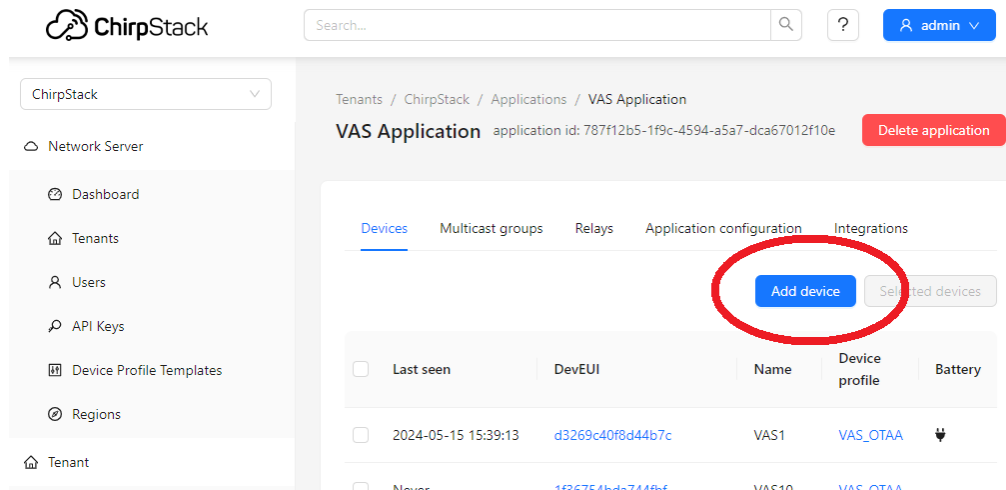 ChirpStack
Search...
?
admin
ChirpStack
Network Server
Dashboard
Tenants
Users
API Keys
Device Profile Templates
Regions
Tenant
Tenants / ChirpStack / Applications / VAS Application
VAS Application application id: 787f12b5-1f9c-4594-a5a7-dca67012f10e
Delete application
Devices Multicast groups Relays Application configuration Integrations
Add device Selected devices
Last seen DevEUI Name Device profile Battery
2024-05-15 15:39:13 d3269c40f8d44b7c VAS1 VAS_OTAA
Never VAS10 VAS_OTAA